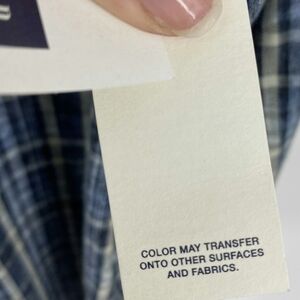 COLOR MAY TRANSFER
ONTO OTHER SURFACES
AND FABRICS.